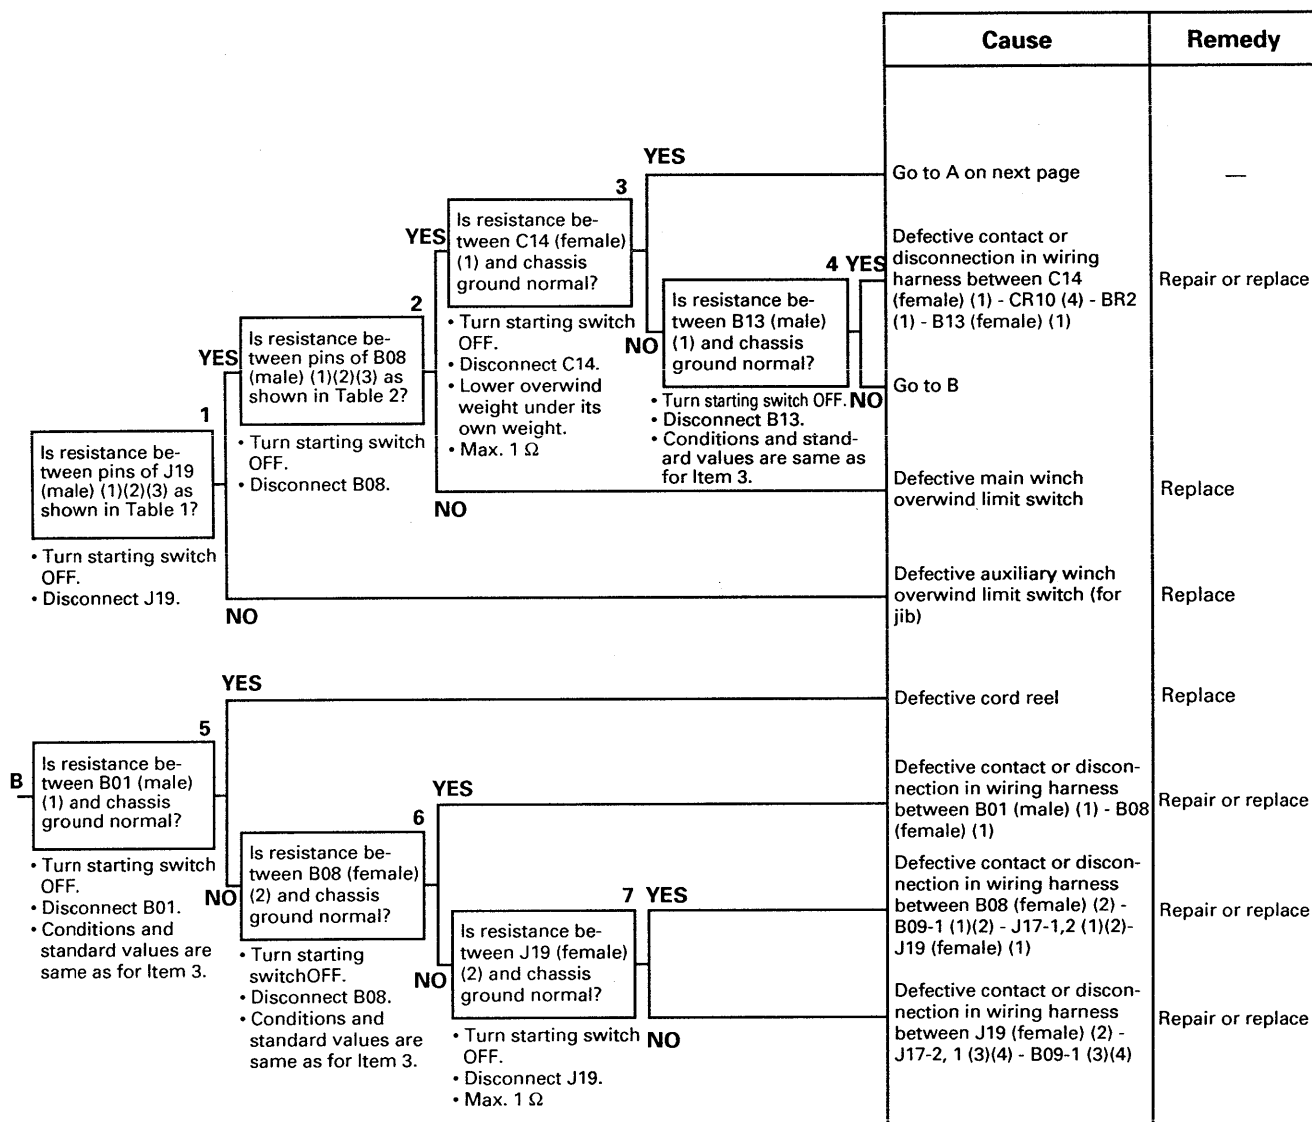 Cause
Remedy
YES
Go to A on next page
—
3
Is resistance be-
tween C14 (female)
(1) and chassis
ground normal?
YES
• Turn starting switch
OFF.
• Disconnect C14.
• Lower overwind
weight under its
own weight.
• Max. 1 Ω
4 YES
Defective contact or
disconnection in wiring
harness between C14
(female) (1) - CR10 (4) - BR2
(1) - B13 (female) (1)
Repair or replace
NO
Is resistance be-
tween B13 (male)
(1) and chassis
ground normal?
• Turn starting switch OFF.
• Disconnect B13.
• Conditions and stand-
ard values are same as
for Item 3.
NO
Go to B
2
YES
Is resistance be-
tween pins of B08
(male) (1)(2)(3) as
shown in Table 2?
• Turn starting switch
OFF.
• Disconnect B08.
NO
Defective main winch
overwind limit switch
Replace
1
Is resistance be-
tween pins of J19
(male) (1)(2)(3) as
shown in Table 1?
• Turn starting switch
OFF.
• Disconnect J19.
NO
Defective auxiliary winch
overwind limit switch (for
jib)
Replace
YES
Defective cord reel
Replace
5
B
Is resistance be-
tween B01 (male)
(1) and chassis
ground normal?
• Turn starting switch
OFF.
• Disconnect B01.
• Conditions and
standard values are
same as for Item 3.
YES
Defective contact or discon-
nection in wiring harness
between B01 (male) (1) - B08
(female) (1)
Repair or replace
6
NO
Is resistance be-
tween B08 (female)
(2) and chassis
ground normal?
• Turn starting
switchOFF.
• Disconnect B08.
• Conditions and
standard values are
same as for Item 3.
7 YES
Defective contact or discon-
nection in wiring harness
between B08 (female) (2) -
B09-1 (1)(2) - J17-1,2 (1)(2)-
J19 (female) (1)
Repair or replace
NO
Is resistance be-
tween J19 (female)
(2) and chassis
ground normal?
• Turn starting switch
OFF.
• Disconnect J19.
• Max. 1 Ω
NO
Defective contact or discon-
nection in wiring harness
between J19 (female) (2) -
J17-2, 1 (3)(4) - B09-1 (3)(4)
Repair or replace